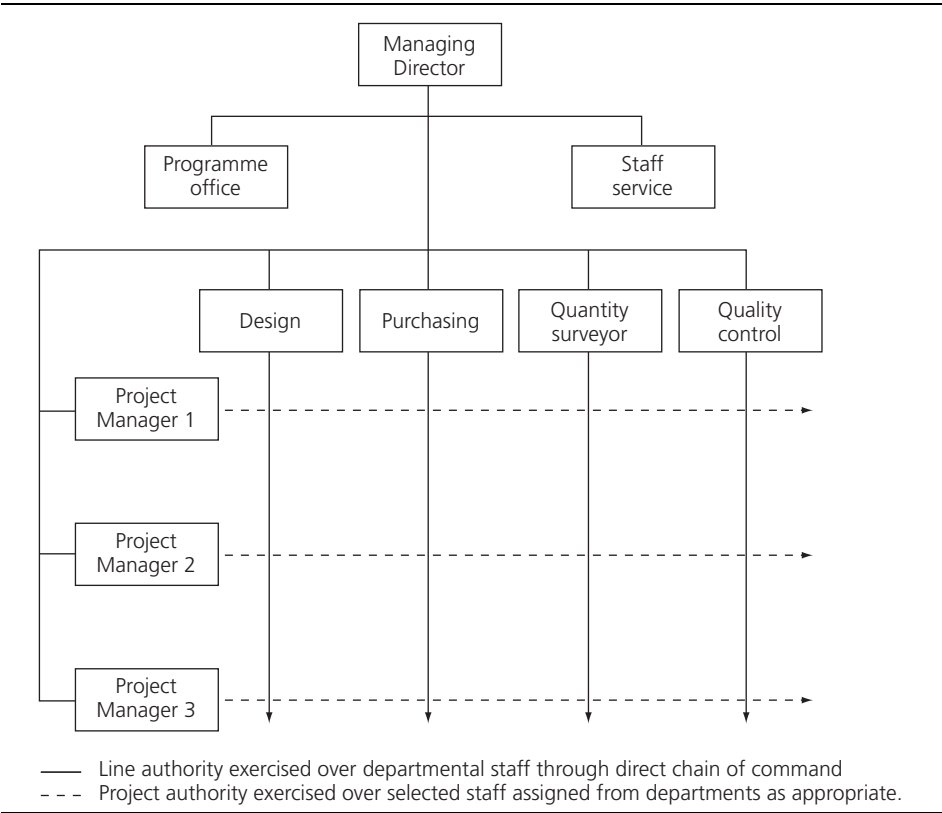 Managing
Director
Programme
office
Staff
service
Design
Purchasing
Quantity
surveyor
Quality
control
Project
Manager 1
Project
Manager 2
Project
Manager 3
Line authority exercised over departmental staff through direct chain of command
Project authority exercised over selected staff assigned from departments as appropriate.